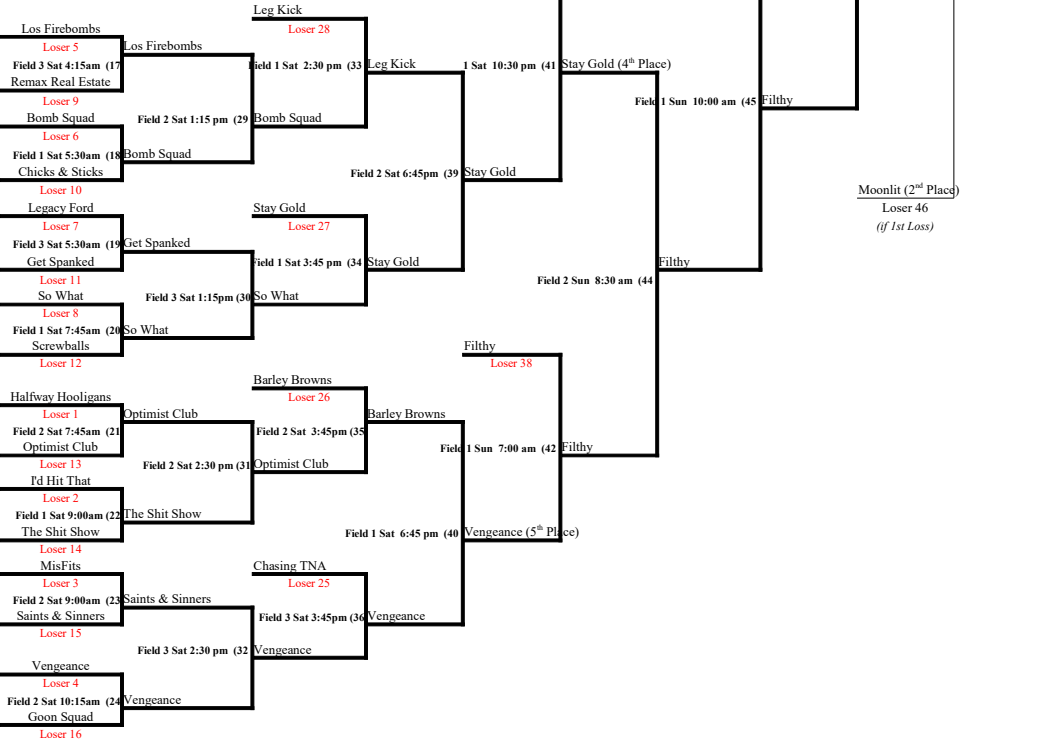 Leg Kick
Loser 28
Los Firebombs
Loser 5
Los Firebombs
Field 3 Sat 4:15am (17
Field 1 Sat 2:30 pm (33
Leg Kick
1 Sat 10:30 pm (41
Stay Gold (4th Place)
Remax Real Estate
Loser 9
Field 1 Sun 10:00 am (45
Filthy
Bomb Squad
Field 2 Sat 1:15 pm (29
Bomb Squad
Loser 6
Field 1 Sat 5:30am (18
Bomb Squad
Chicks & Sticks
Field 2 Sat 6:45pm (39
Stay Gold
Loser 10
Moonlit (2nd Place)
Legacy Ford
Stay Gold
Loser 46
Loser 7
Loser 27
(if 1st Loss)
Field 3 Sat 5:30am (19
Get Spanked
Get Spanked
Field 1 Sat 3:45 pm (34
Stay Gold
Filthy
Loser 11
Field 2 Sun 8:30 am (44
So What
Field 3 Sat 1:15pm (30
So What
Loser 8
Field 1 Sat 7:45am (20
So What
Screwballs
Filthy
Loser 12
Loser 38
Barley Browns
Halfway Hooligans
Loser 26
Loser 1
Optimist Club
Barley Browns
Field 2 Sat 7:45am (21
Field 2 Sat 3:45pm (35
Optimist Club
Field 1 Sun 7:00 am (42
Filthy
Loser 13
Field 2 Sat 2:30 pm (31
Optimist Club
I'd Hit That
Loser 2
Field 1 Sat 9:00am (22
The Shit Show
The Shit Show
Field 1 Sat 6:45 pm (40
Vengeance (5th Place)
Loser 14
MisFits
Chasing TNA
Loser 3
Loser 25
Field 2 Sat 9:00am (23
Saints & Sinners
Saints & Sinners
Field 3 Sat 3:45pm (36
Vengeance
Loser 15
Field 3 Sat 2:30 pm (32
Vengeance
Vengeance
Loser 4
Field 2 Sat 10:15am (24
Vengeance
Goon Squad
Loser 16